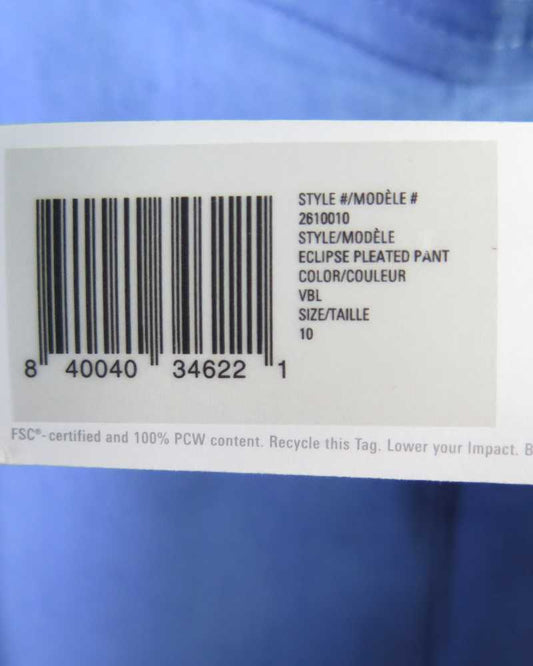 STYLE #/MODÈLE #
2610010
STYLE/MODÈLE
ECLIPSE PLEATED PANT
COLOR/COULEUR
VBL
SIZE/TAILLE
10
8 40040 34622 1
FSC®-certified and 100% PCW content. Recycle this Tag. Lower your Impact. B